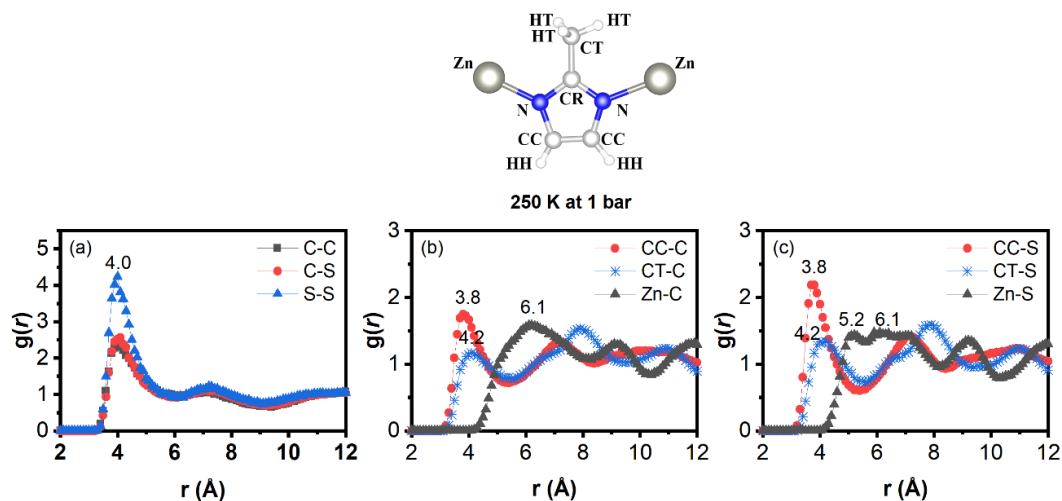 HT HT
HT
CT
Zn Zn
CR
N N
CC CC
HH HH
250 K at 1 bar
(a)
C-C
C-S
S-S
4.0
g(r)
5
4
3
2
1
0
2 4 6 8 10 12
r (Å)
(b)
CC-C
CT-C
Zn-C
3.8
4.2
6.1
g(r)
3
2
1
0
2 4 6 8 10 12
r (Å)
(c)
CC-S
CT-S
Zn-S
3.8
4.2
5.2 6.1
g(r)
3
2
1
0
2 4 6 8 10 12
r (Å)